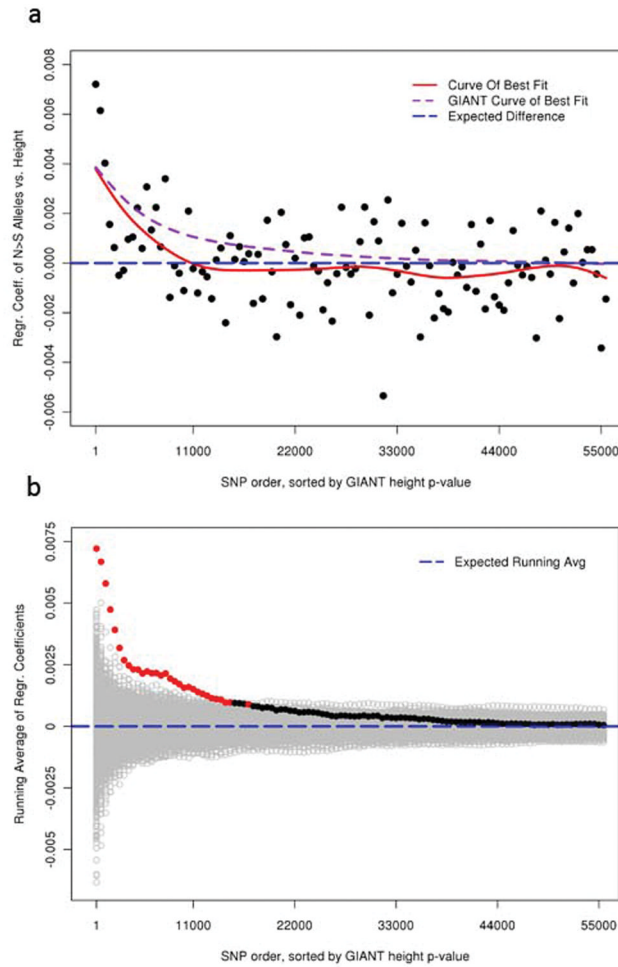 a
0.008
0.006
0.004
0.002
0.000
-0.002
-0.004
-0.006
Regr. Coeff. of N>S Alleles vs. Height
Curve Of Best Fit
GIANT Curve of Best Fit
Expected Difference
1
11000
22000
33000
44000
55000
SNP order, sorted by GIANT height p-value
b
0.0075
0.005
0.0025
0
-0.0025
-0.005
Running Average of Regr. Coefficients
Expected Running Avg
1
11000
22000
33000
44000
55000
SNP order, sorted by GIANT height p-value